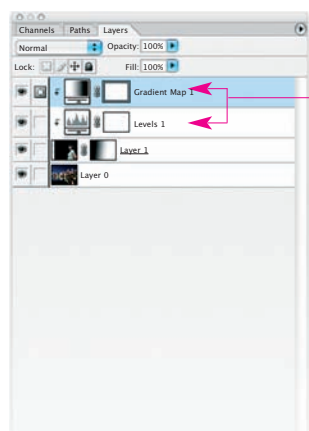 Channels Paths Layers
Normal Opacity: 100%
Lock: Fill: 100%
Gradient Map 1
Levels 1
Layer 1
Layer 0